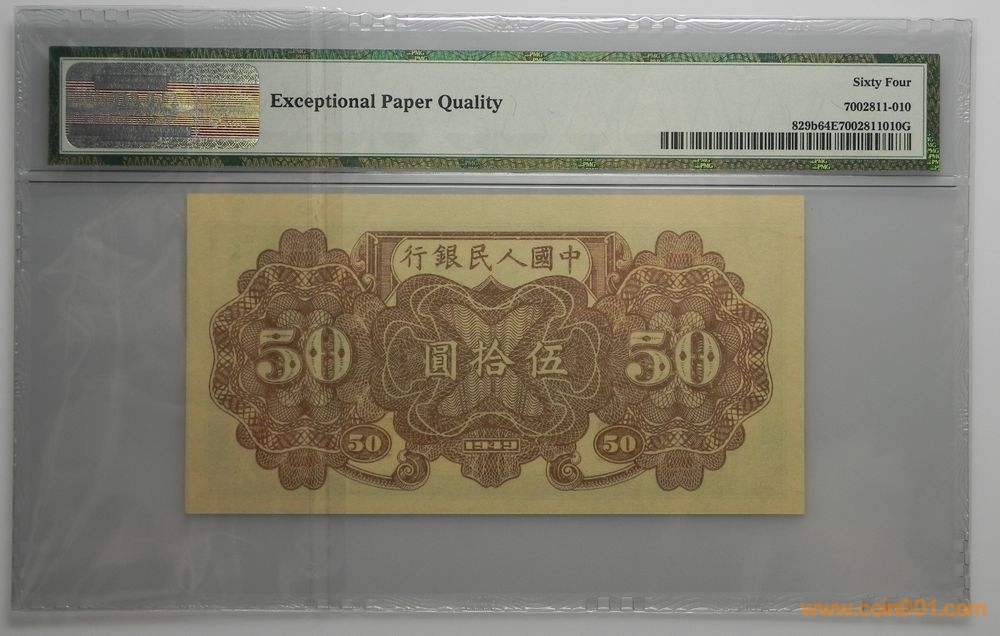 Exceptional Paper Quality
Sixty Four
7002811-010
829b64E7002811010G
行銀民人國中
50
圓拾伍
50
50
1949
50
www.coin001.com